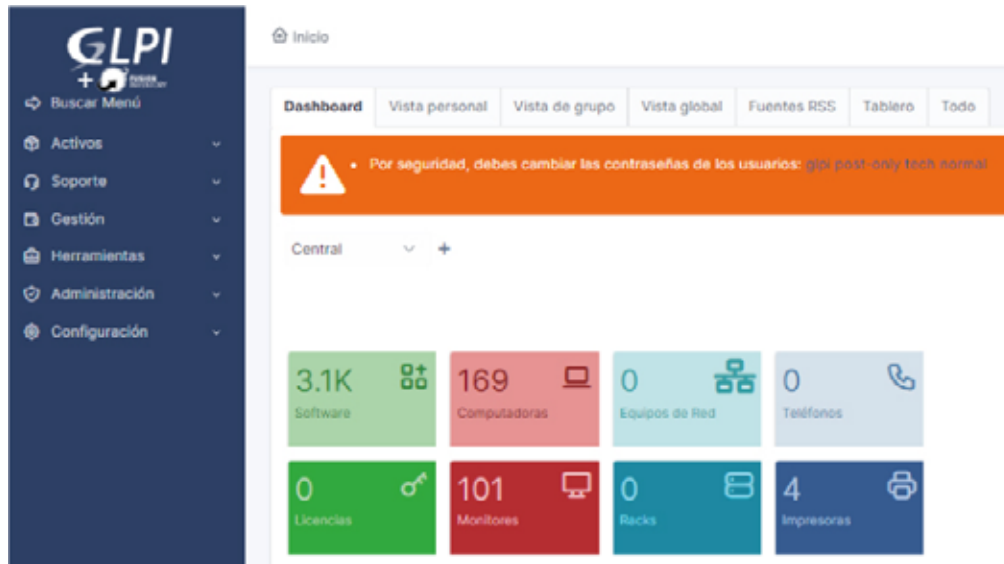 GLPI
+ FUSION
Buscar Menú
Activos
Soporte
Gestión
Herramientas
Administración
Configuración
Inicio
Dashboard Vista personal Vista de grupo Vista global Fuentes RSS Tablero Todo
• Por seguridad, debes cambiar las contraseñas de los usuarios: glpi post-only tech normal
Central +
3.1K 169 0 0
Software Computadoras Equipos de Red Teléfonos
0 101 0 4
Licencias Monitores Racks Impresoras